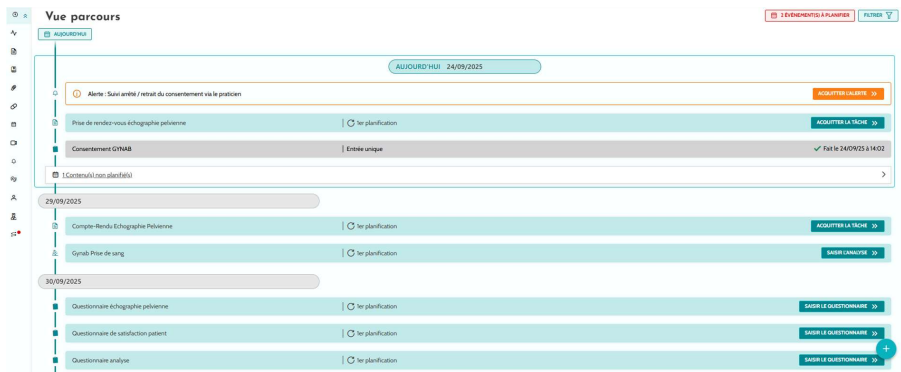 Vue parcours
2 ÉVÉNEMENT(S) À PLANIFIER
FILTRER
AUJOURD'HUI
AUJOURD'HUI 24/09/2025
Alerte : Suivi arrêté / retrait du consentement via le praticien
ACQUITTER L'ALERTE
Prise de rendez-vous échographie pelvienne
1er planification
ACQUITTER LA TÂCHE
Consentement GYNAB
Entrée unique
Fait le 24/09/25 à 14:02
1 Contenu(s) non planifié(s)
29/09/2025
Compte-Rendu Echographie Pelvienne
1er planification
ACQUITTER LA TÂCHE
Gynab Prise de sang
1er planification
SAISIR L'ANALYSE
30/09/2025
Questionnaire échographie pelvienne
1er planification
SAISIR LE QUESTIONNAIRE
Questionnaire de satisfaction patient
1er planification
SAISIR LE QUESTIONNAIRE
Questionnaire analyse
1er planification
SAISIR LE QUESTIONNAIRE